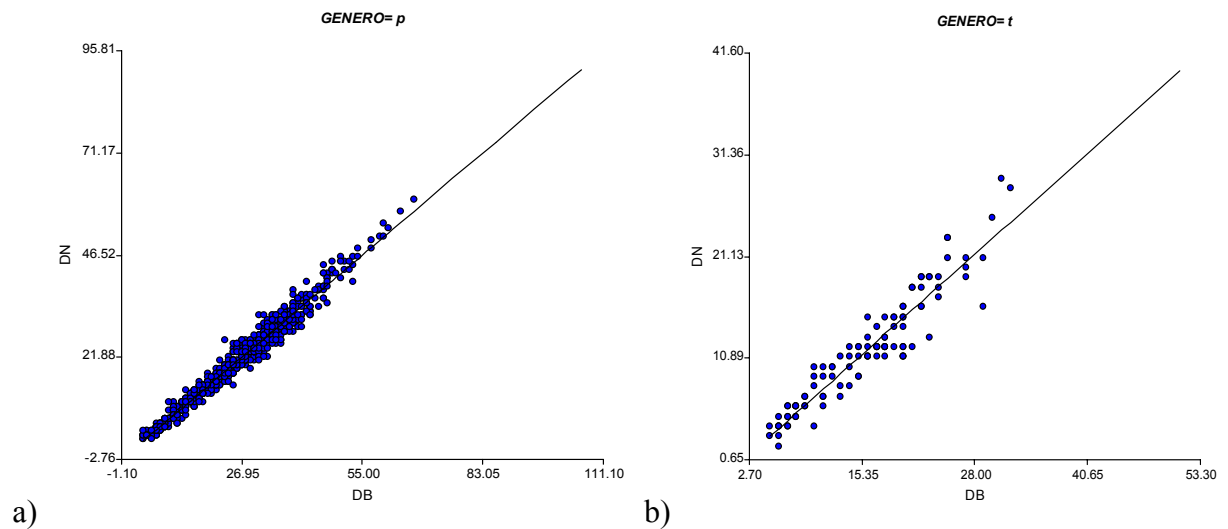 GENERO= p
95.81
71.17
46.52
21.88
-2.76
DN
-1.10
26.95
55.00
83.05
111.10
DB
a)
GENERO= t
41.60
31.36
21.13
10.89
0.65
DN
2.70
15.35
28.00
40.65
53.30
DB
b)